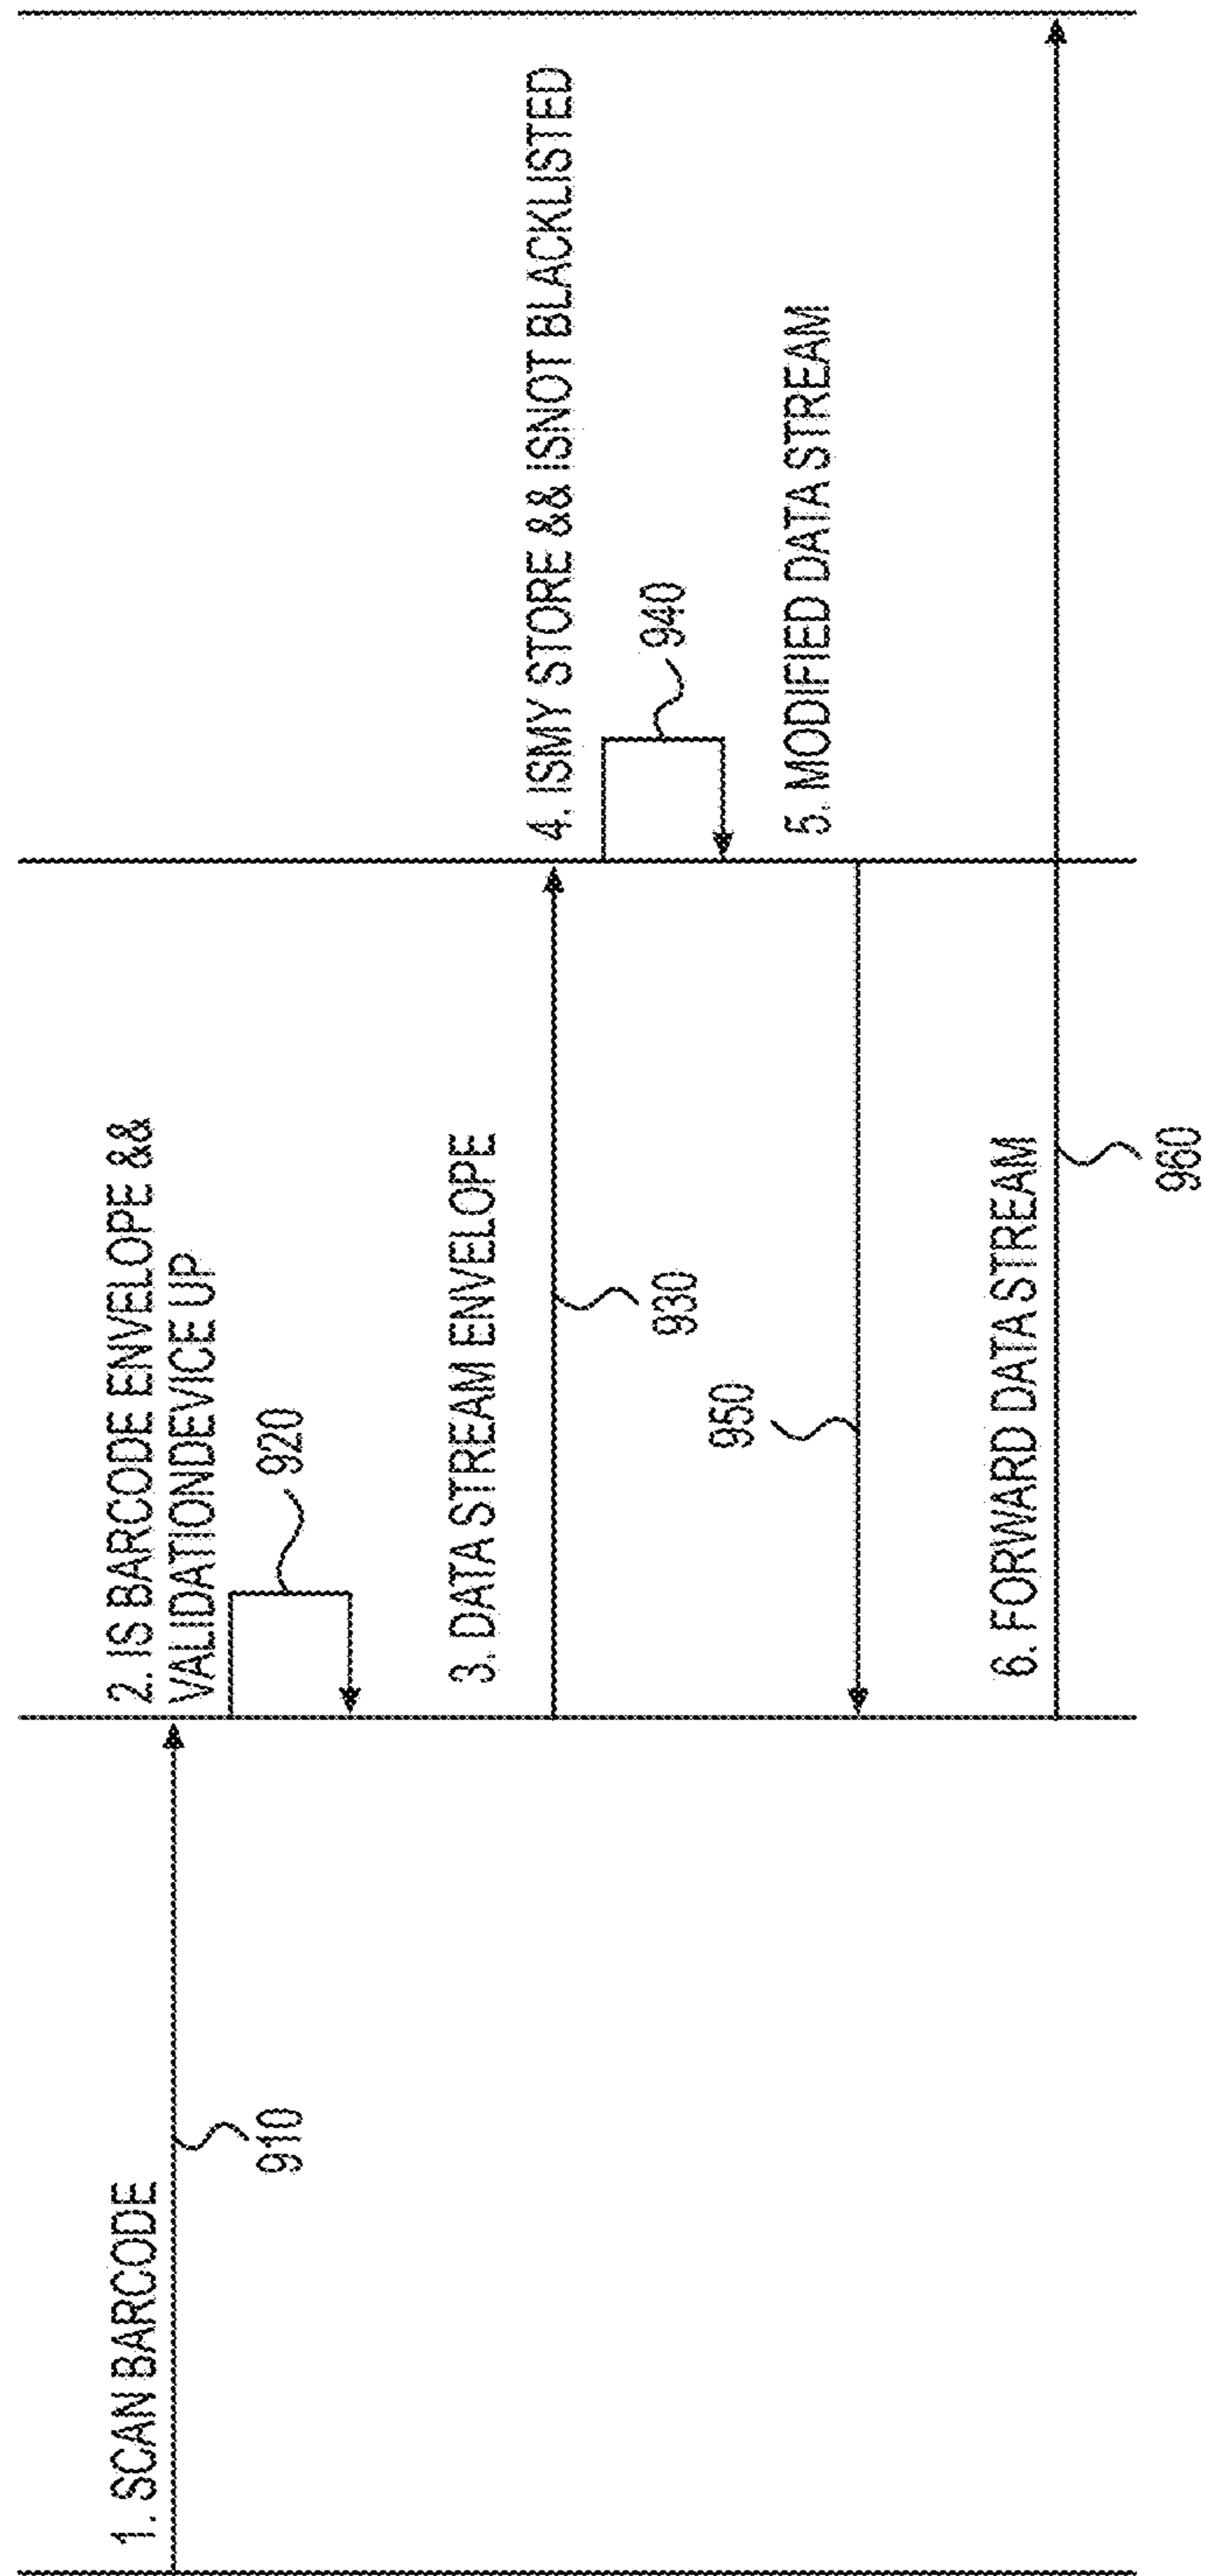 1. SCAN BARCODE
910
2. IS BARCODE ENVELOPE &&
VALIDATIONDEVICE UP
920
3. DATA STREAM ENVELOPE
930
4. ISMY STORE && ISNOT BLACKLISTED
940
5. MODIFIED DATA STREAM
950
6. FORWARD DATA STREAM
960